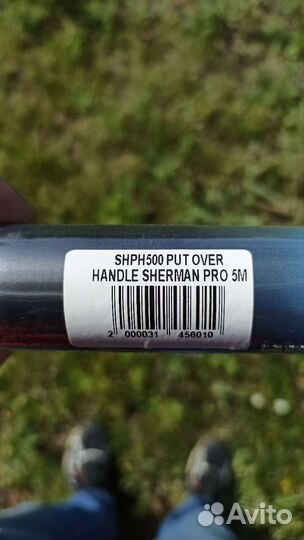 SHPH500 PUT OVER
HANDLE SHERMAN PRO 5M
2 000031 456010
Avito